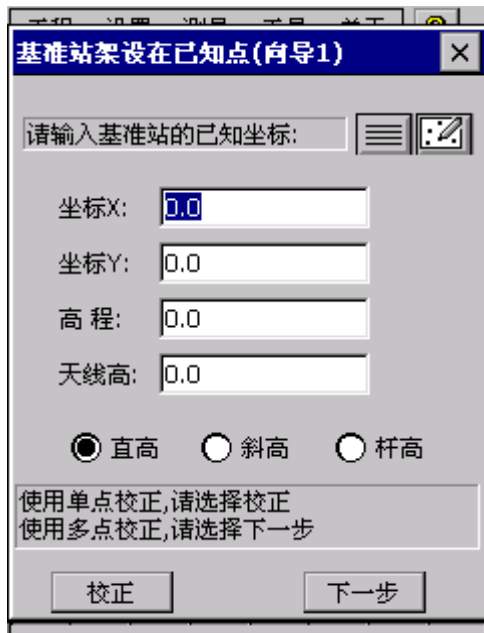 基准站架设在已知点(向导1)
请输入基准站的已知坐标:
坐标X: 0.0
坐标Y: 0.0
高 程: 0.0
天线高: 0.0
直高 斜高 杆高
使用单点校正,请选择校正
使用多点校正,请选择下一步
校正 下一步